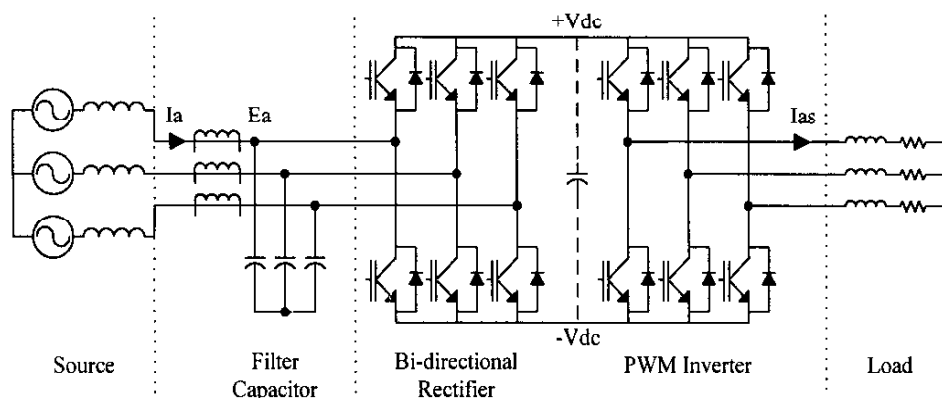 +Vdc
Ia
Ea
Ias
-Vdc
Source
Filter
Capacitor
Bi-directional
Rectifier
PWM Inverter
Load